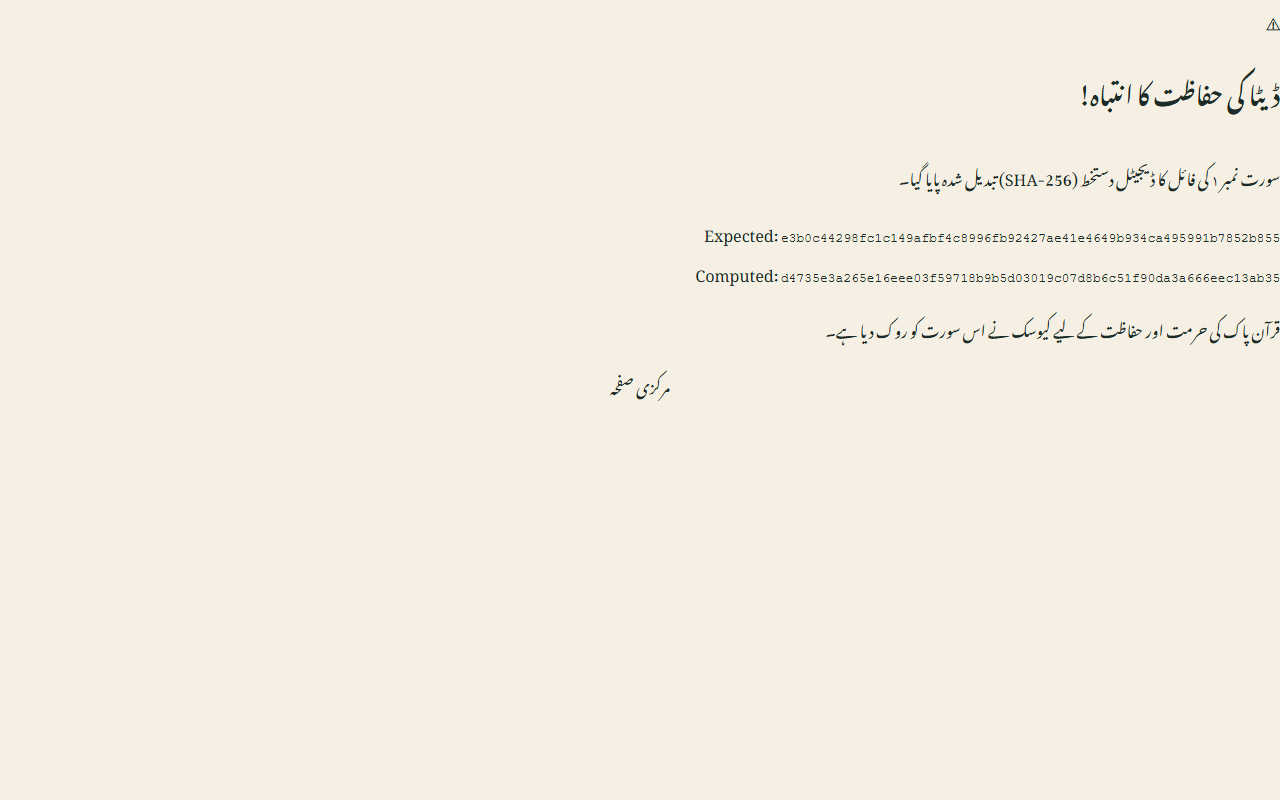 ⚠
ڈیٹا کی حفاظت کا انتباہ!
سورت نمبر ۱ کی فائل کا ڈیجیٹل دستخط (SHA-256) تبدیل شدہ پایا گیا۔
Expected: e3b0c44298fc1c149afbf4c8996fb92427ae41e4649b934ca495991b7852b855
Computed: d4735e3a265e16eee03f59718b9b5d03019c07d8b6c51f90da3a666eec13ab35
قرآن پاک کی حرمت اور حفاظت کے لیے کیوسک نے اس سورت کو روک دیا ہے۔
مرکزی صفحہ